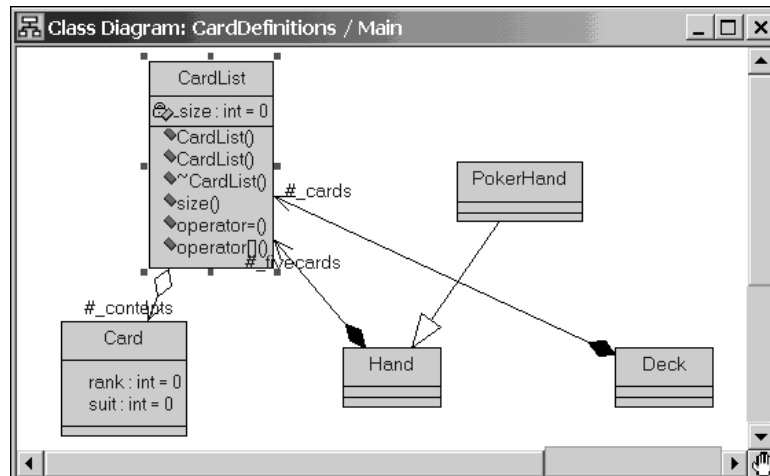 Class Diagram: CardDefinitions / Main
CardList
_size : int = 0
CardList()
CardList()
~CardList()
size()
operator=()
operator[]()
#_cards
PokerHand
#_fivecards
#_contents
Card
rank : int = 0
suit : int = 0
Hand
Deck